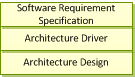 Software Requirement
Specification
Architecture Driver
Architecture Design